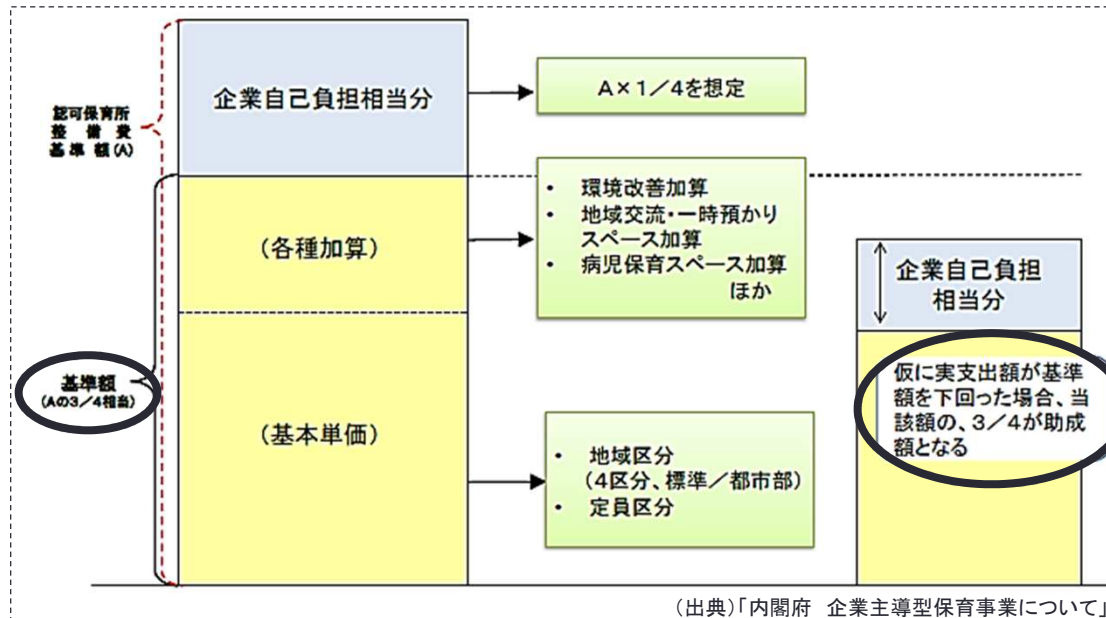 企業自己負担相当分
A×1/4を想定
認可保育所
整備費
基準額(A)
(各種加算)
・ 環境改善加算
・ 地域交流・一時預かり
スペース加算
・ 病児保育スペース加算
ほか
企業自己負担
相当分
基準額
(Aの3/4相当)
(基本単価)
・ 地域区分
(4区分、標準/都市部)
・ 定員区分
仮に実支出額が基準
額を下回った場合、当
該額の、3/4が助成
額となる
(出典)「内閣府 企業主導型保育事業について」